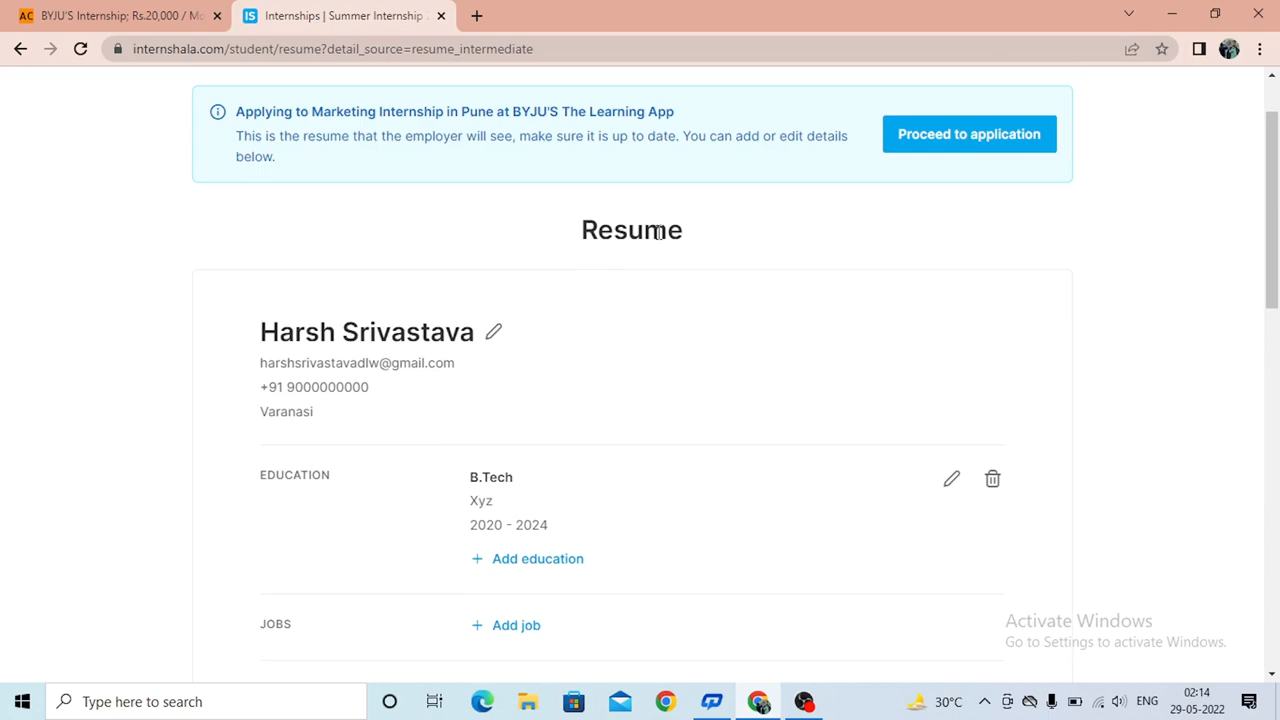 BYJU'S Internship; Rs.20,000 / Mo
Internships | Summer Internship
internshala.com/student/resume?detail_source=resume_intermediate
Applying to Marketing Internship in Pune at BYJU'S The Learning App
This is the resume that the employer will see, make sure it is up to date. You can add or edit details
below.
Proceed to application
Resume
Harsh Srivastava
harshsrivastavadlw@gmail.com
+91 9000000000
Varanasi
EDUCATION
B.Tech
Xyz
2020 - 2024
+ Add education
JOBS
+ Add job
Activate Windows
Go to Settings to activate Windows.
Type here to search
30°C
ENG
02:14
29-05-2022